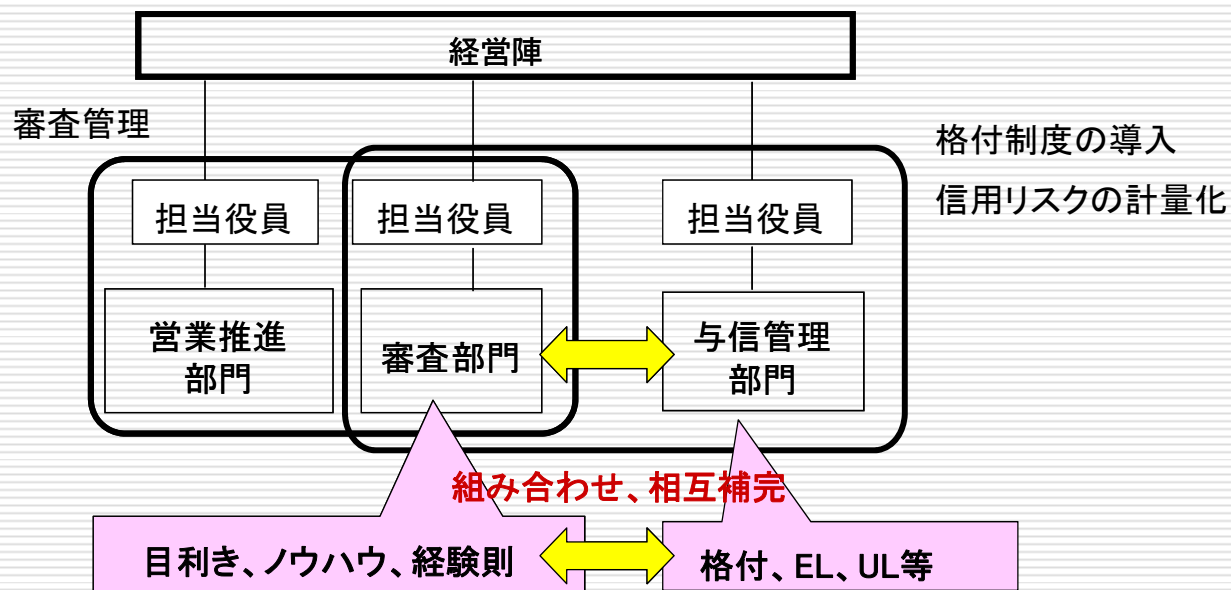 経営陣
審査管理
格付制度の導入
信用リスクの計量化
担当役員
担当役員
担当役員
営業推進
部門
審査部門
与信管理
部門
組み合わせ、相互補完
目利き、ノウハウ、経験則
格付、EL、UL等